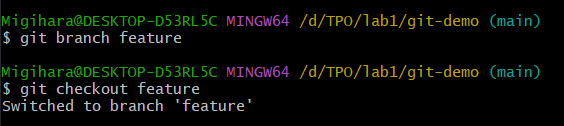 Migihara@DESKTOP-D53RL5C MINGW64 /d/TPO/lab1/git-demo (main)
$ git branch feature
Migihara@DESKTOP-D53RL5C MINGW64 /d/TPO/lab1/git-demo (main)
$ git checkout feature
Switched to branch 'feature'